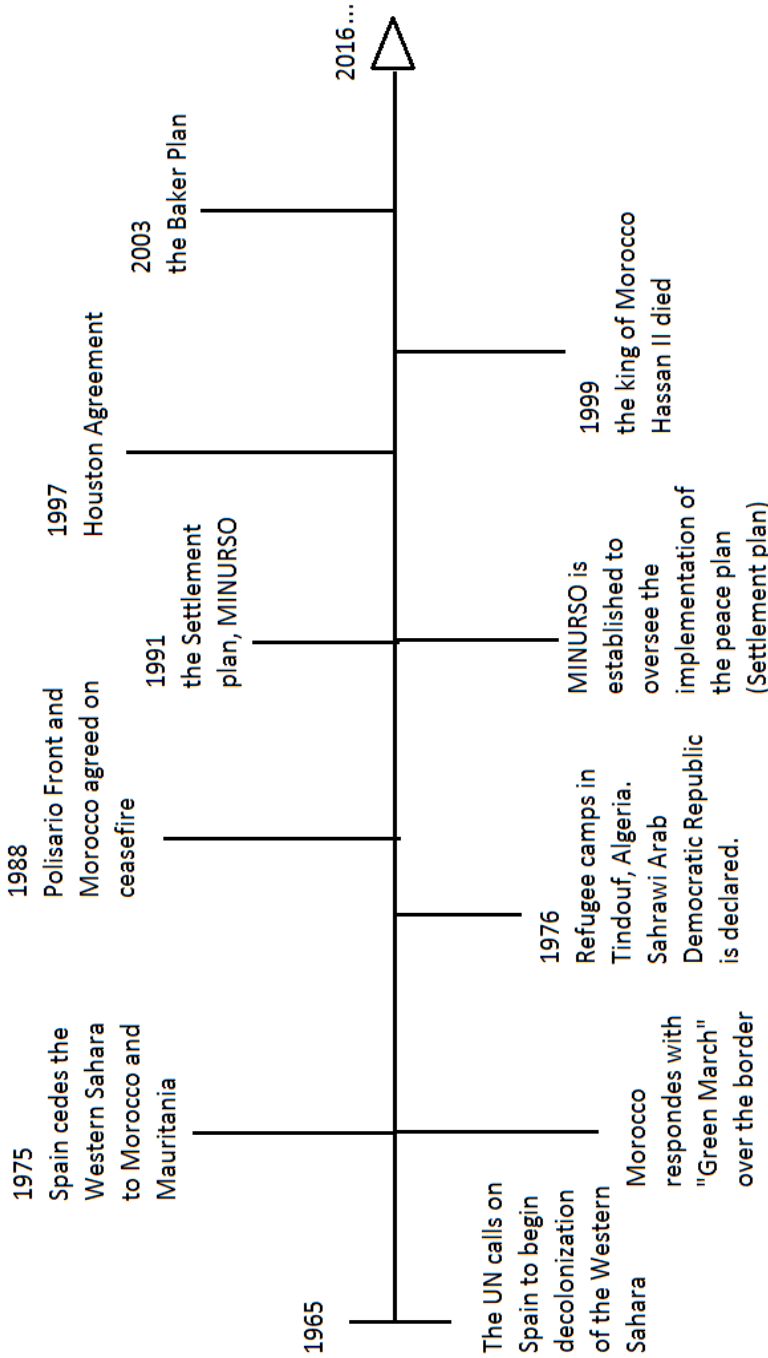 1965
The UN calls on
Spain to begin
decolonization
of the Western
Sahara
1975
Spain cedes the
Western Sahara
to Morocco and
Mauritania
Morocco
respondes with
"Green March"
over the border
1976
Refugee camps in
Tindouf, Algeria.
Sahrawi Arab
Democratic Republic
is declared.
1988
Polisario Front and
Morocco agreed on
ceasefire
1991
the Settlement
plan, MINURSO
MINURSO is
established to
oversee the
implementation of
the peace plan
(Settlement plan)
1997
Houston Agreement
1999
the king of Morocco
Hassan II died
2003
the Baker Plan
2016...